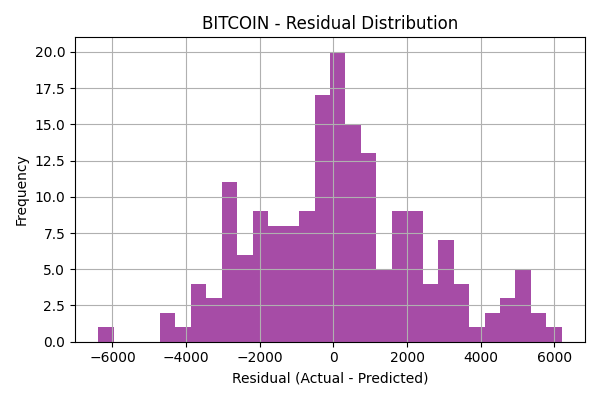 BITCOIN - Residual Distribution
Frequency
20.0
17.5
15.0
12.5
10.0
7.5
5.0
2.5
0.0
−6000 −4000 −2000 0 2000 4000 6000
Residual (Actual - Predicted)